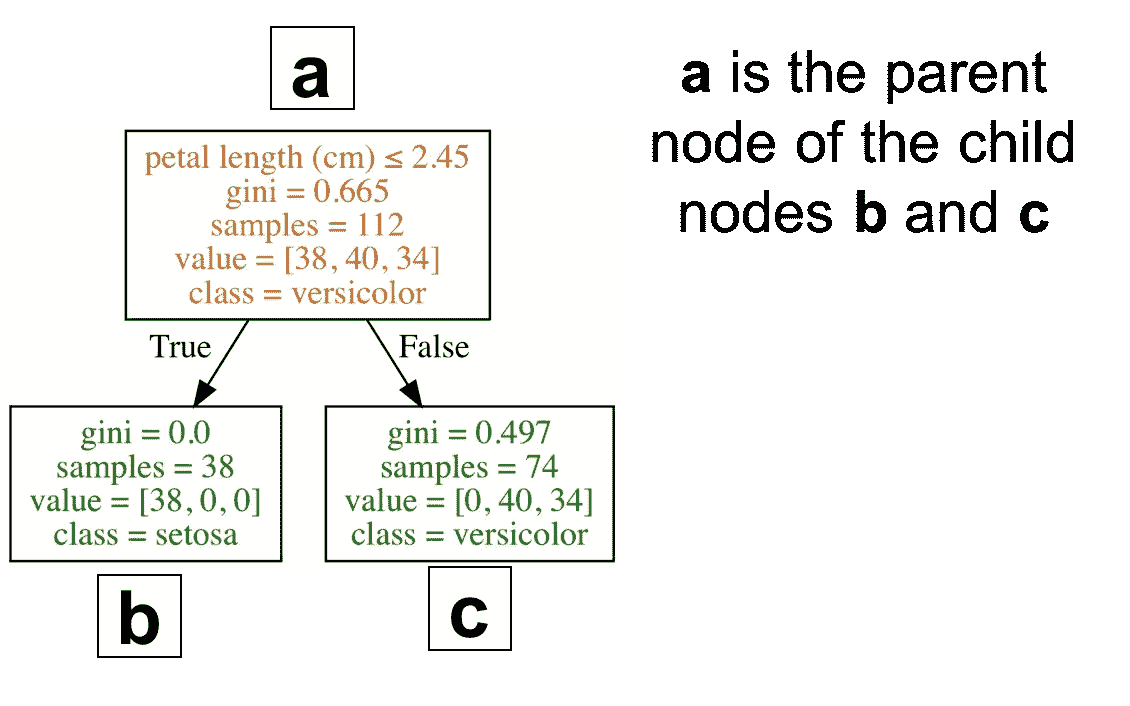 a
a is the parent
node of the child
nodes b and c
petal length (cm) ≤ 2.45
gini = 0.665
samples = 112
value = [38, 40, 34]
class = versicolor
True
False
gini = 0.0
samples = 38
value = [38, 0, 0]
class = setosa
gini = 0.497
samples = 74
value = [0, 40, 34]
class = versicolor
b
c